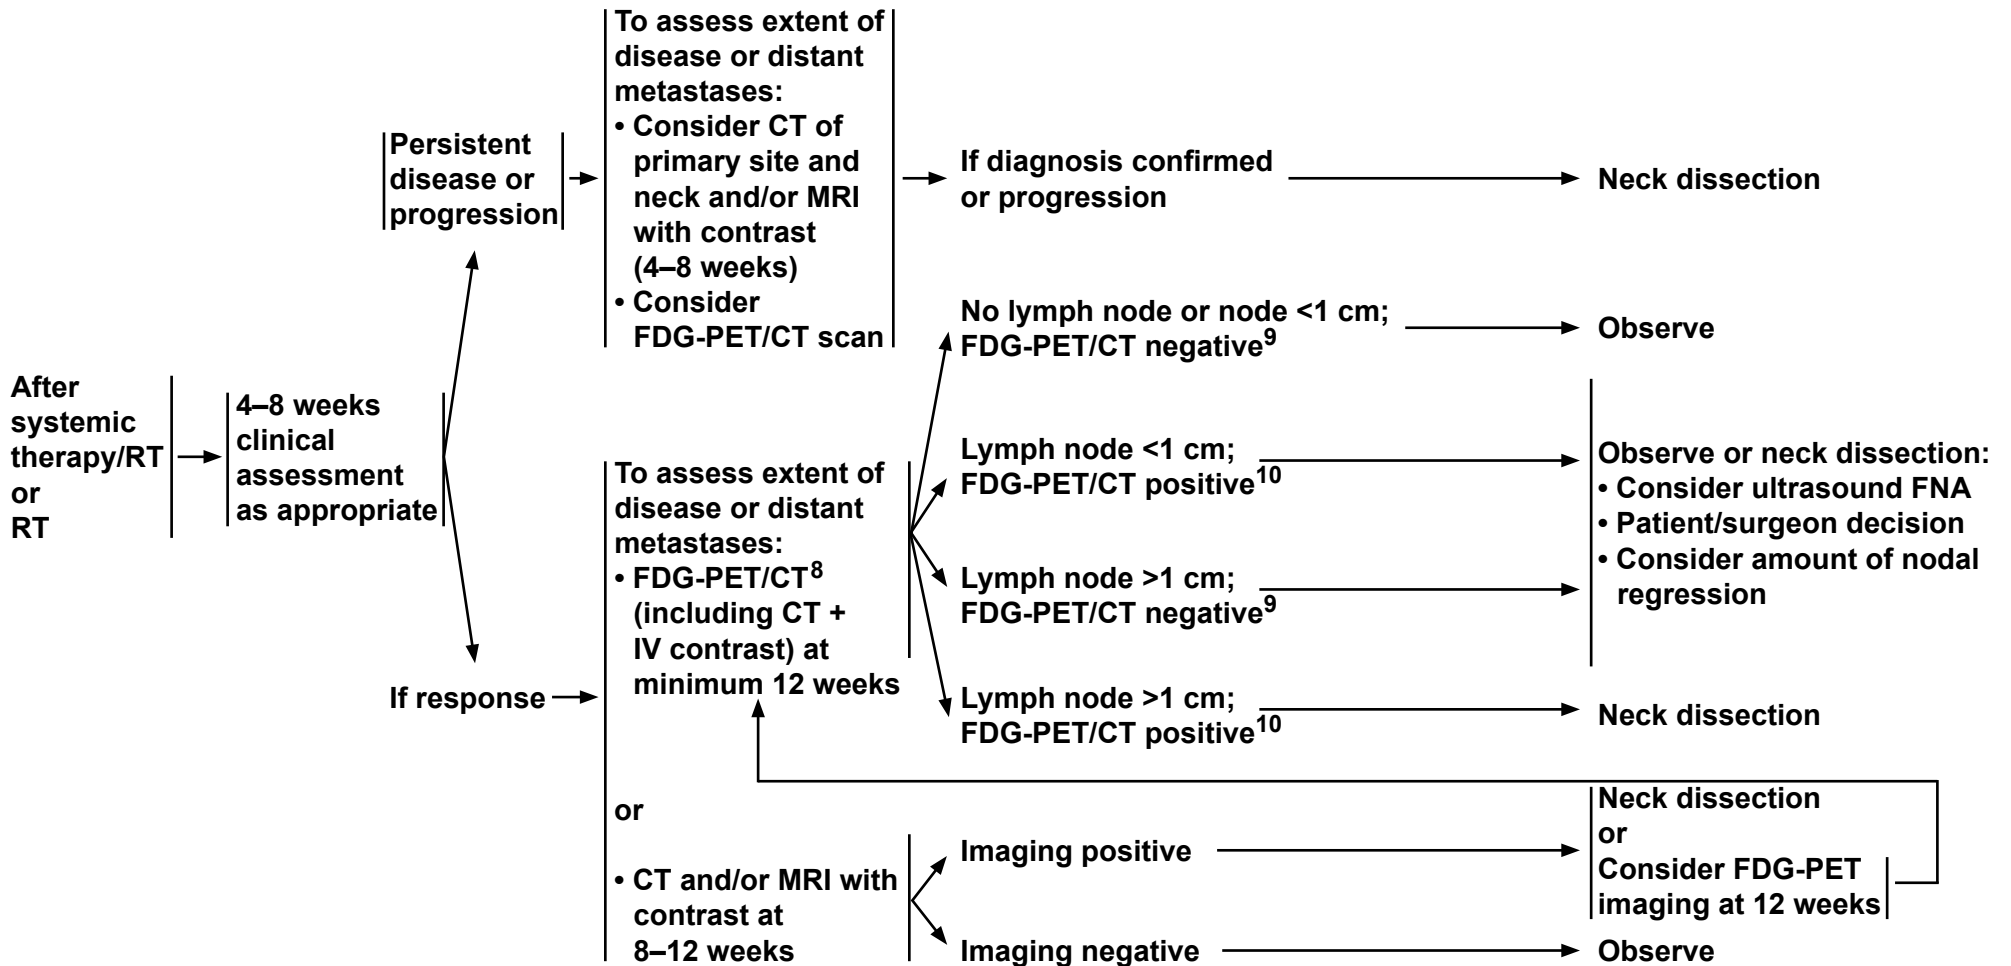 After
systemic
therapy/RT
or
RT
4–8 weeks
clinical
assessment
as appropriate
Persistent
disease or
progression
To assess extent of
disease or distant
metastases:
• Consider CT of
primary site and
neck and/or MRI
with contrast
(4–8 weeks)
• Consider
FDG-PET/CT scan
If diagnosis confirmed
or progression
Neck dissection
If response
To assess extent of
disease or distant
metastases:
• FDG-PET/CT8
(including CT +
IV contrast) at
minimum 12 weeks
No lymph node or node <1 cm;
FDG-PET/CT negative9
Observe
Lymph node <1 cm;
FDG-PET/CT positive10
Lymph node >1 cm;
FDG-PET/CT negative9
Observe or neck dissection:
• Consider ultrasound FNA
• Patient/surgeon decision
• Consider amount of nodal
regression
Lymph node >1 cm;
FDG-PET/CT positive10
Neck dissection
or
• CT and/or MRI with
contrast at
8–12 weeks
Imaging positive
Neck dissection
or
Consider FDG-PET
imaging at 12 weeks
Imaging negative
Observe